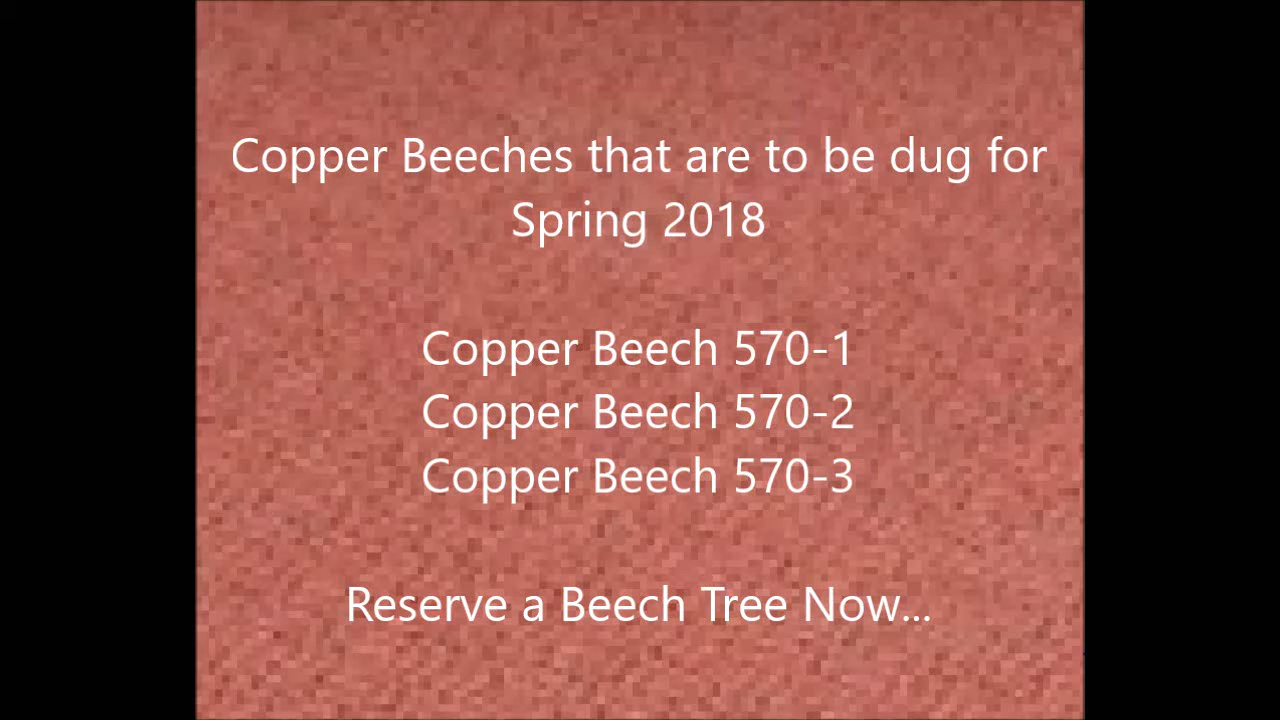 Copper Beeches that are to be dug for
Spring 2018
Copper Beech 570-1
Copper Beech 570-2
Copper Beech 570-3
Reserve a Beech Tree Now...